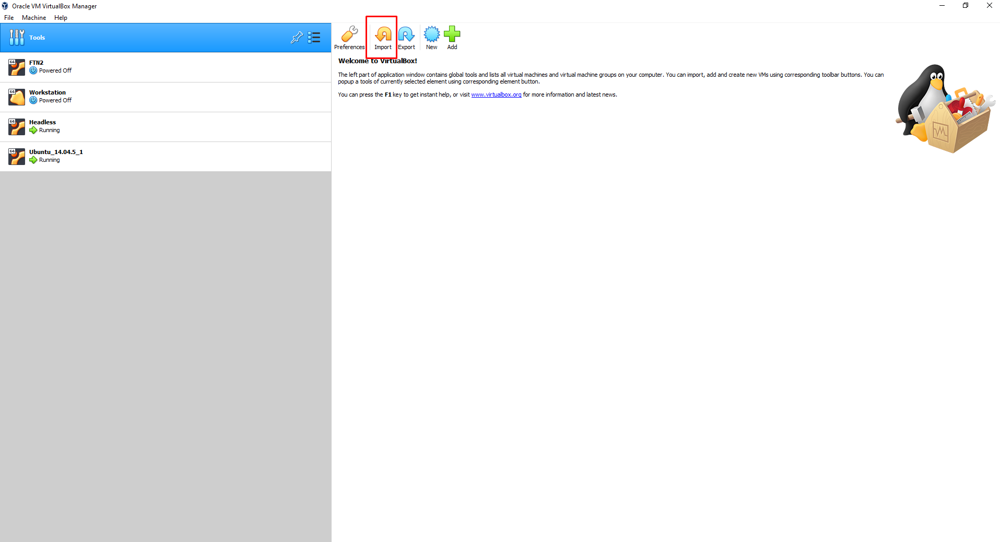 Oracle VM VirtualBox Manager
File Machine Help
Tools
Preferences Import Export New Add
64 FTN2
Powered Off
64 Workstation
Powered Off
64 Headless
Running
64 Ubuntu_14.04.5_1
Running
Welcome to VirtualBox!
The left part of application window contains global tools and lists all virtual machines and virtual machine groups on your computer. You can import, add and create new VMs using corresponding toolbar buttons. You can
popup a tools of currently selected element using corresponding element button.
You can press the F1 key to get instant help, or visit www.virtualbox.org for more information and latest news.